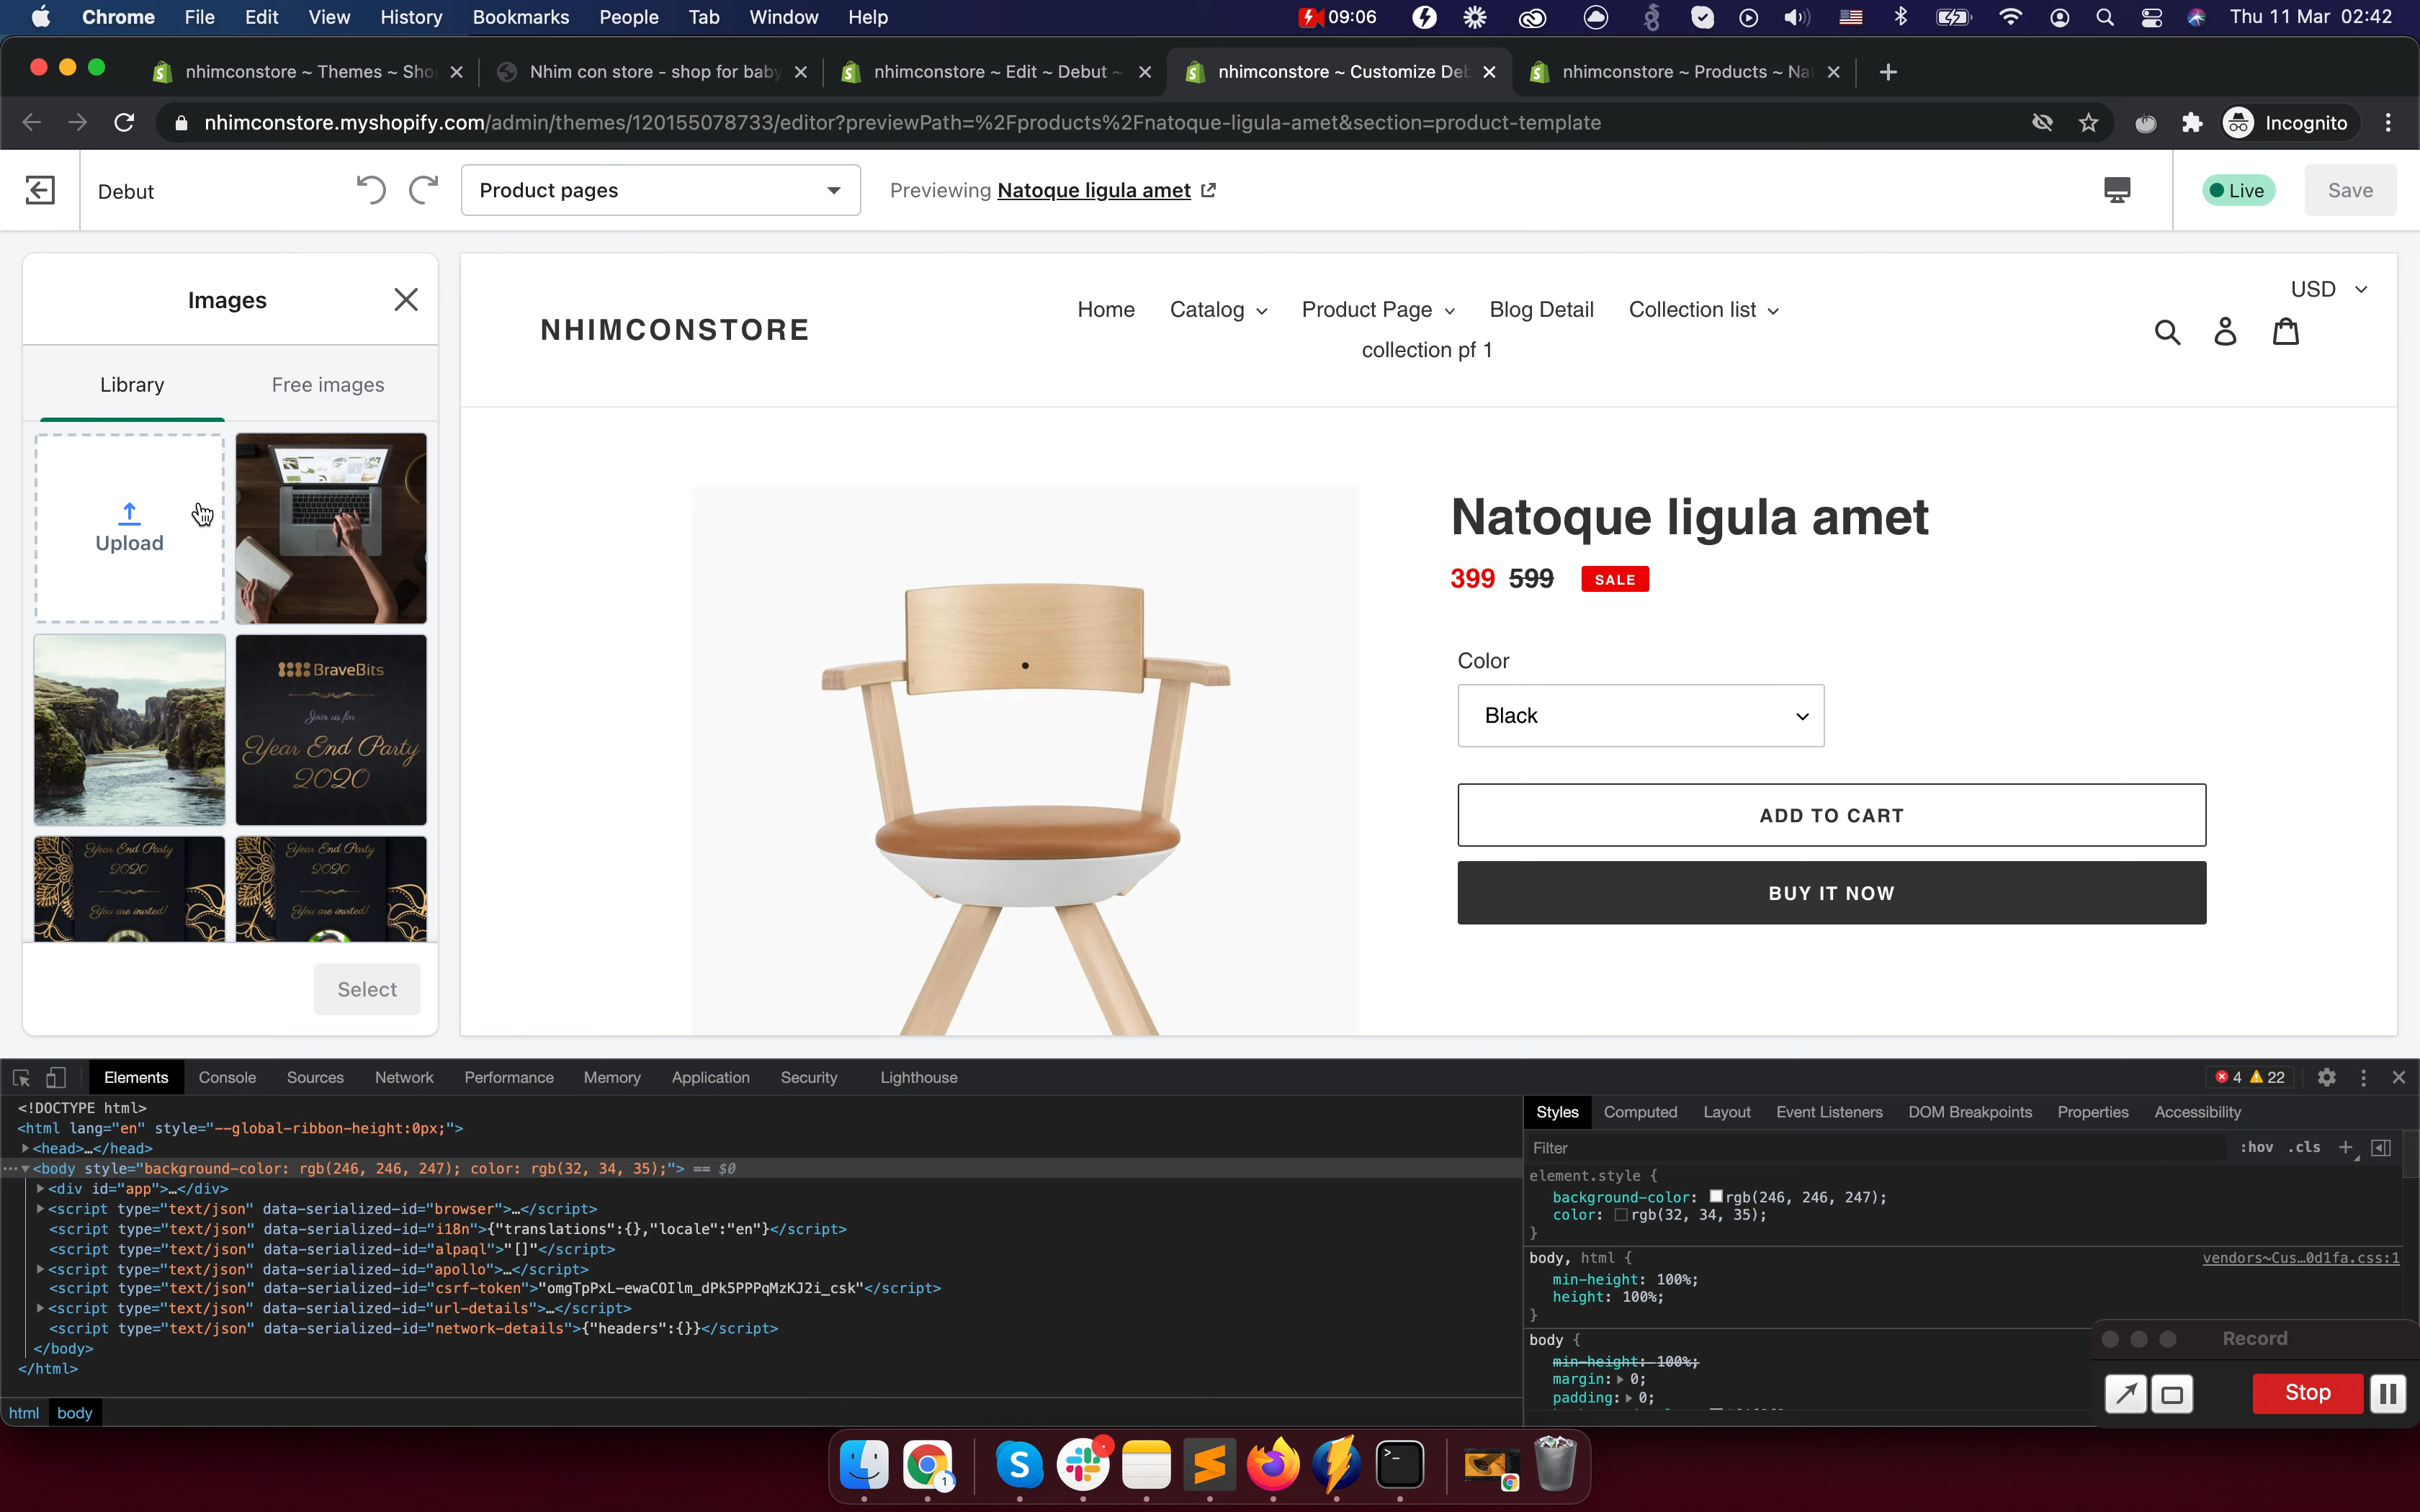 Chrome File Edit View History Bookmarks People Tab Window Help 09:06 Thu 11 Mar 02:42
nhimconstore ~ Themes ~ Sho Nhim con store - shop for baby nhimconstore ~ Edit ~ Debut ~ nhimconstore ~ Customize Deb nhimconstore ~ Products ~ Nat
nhimconstore.myshopify.com/admin/themes/120155078733/editor?previewPath=%2Fproducts%2Fnatoque-ligula-amet&section=product-template Incognito
Debut Product pages Previewing Natoque ligula amet Live Save
Images
Library Free images
Upload
BraveBits
Join us for
Year End Party
2020
Year End Party
2020
You are invited!
Year End Party
2020
You are invited!
Select
USD
NHIMCONSTORE
Home Catalog Product Page Blog Detail Collection list
collection pf 1
Natoque ligula amet
399 599 SALE
Color
Black
ADD TO CART
BUY IT NOW
Elements Console Sources Network Performance Memory Application Security Lighthouse 4 22
<!DOCTYPE html>
<html lang="en" style="--global-ribbon-height:0px;">
<head>…</head>
<body style="background-color: rgb(246, 246, 247); color: rgb(32, 34, 35);"> == $0
<div id="app">…</div>
<script type="text/json" data-serialized-id="browser">…</script>
<script type="text/json" data-serialized-id="i18n">{"translations":{},"locale":"en"}</script>
<script type="text/json" data-serialized-id="alpaql">"[]"</script>
<script type="text/json" data-serialized-id="apollo">…</script>
<script type="text/json" data-serialized-id="csrf-token">"omgTpPxL-ewaCOIlm_dPk5PPPqMzKJ2i_csk"</script>
<script type="text/json" data-serialized-id="url-details">…</script>
<script type="text/json" data-serialized-id="network-details">{"headers":{}}</script>
</body>
</html>
html body
Styles Computed Layout Event Listeners DOM Breakpoints Properties Accessibility
Filter :hov .cls
element.style {
background-color: rgb(246, 246, 247);
color: rgb(32, 34, 35);
}
body, html { vendors~Cus…0d1fa.css:1
min-height: 100%;
height: 100%;
}
body {
min-height: 100%;
margin: 0;
padding: 0;
Record
Stop
1